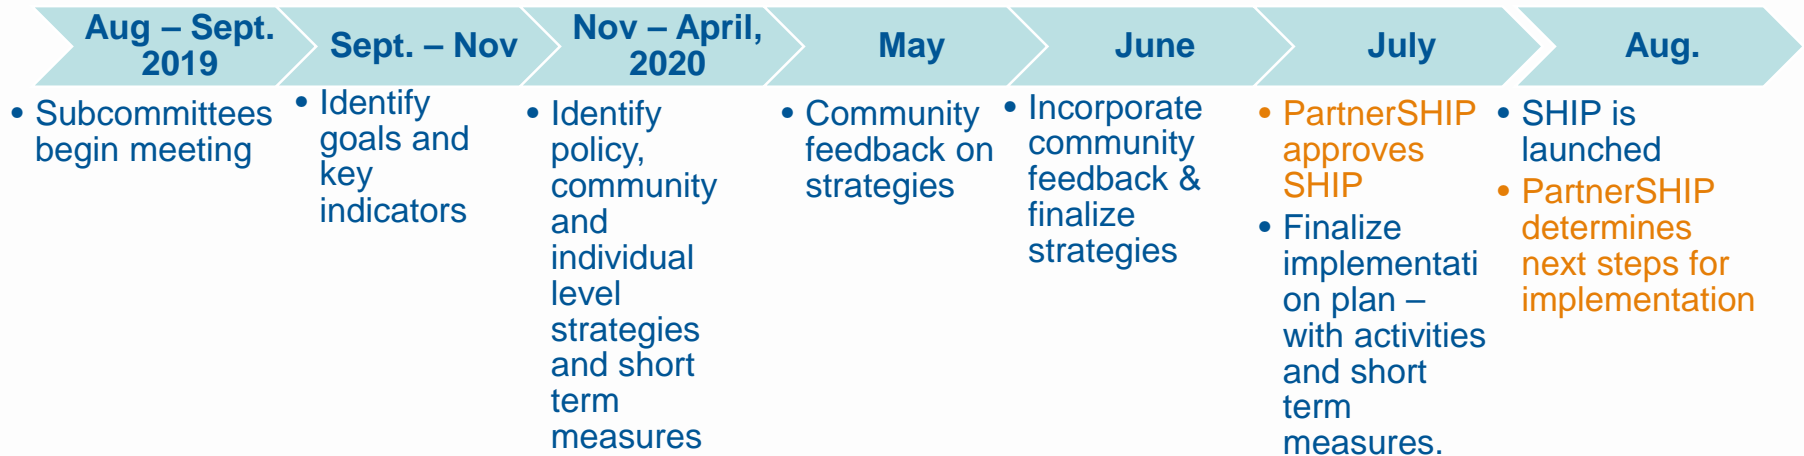 Aug – Sept.
2019
Sept. – Nov
Nov – April,
2020
May
June
July
Aug.
• Subcommittees
begin meeting
• Identify
goals and
key
indicators
• Identify
policy,
community
and
individual
level
strategies
and short
term
measures
• Community
feedback on
strategies
• Incorporate
community
feedback &
finalize
strategies
• PartnerSHIP
approves
SHIP
• Finalize
implementati
on plan –
with activities
and short
term
measures.
• SHIP is
launched
• PartnerSHIP
determines
next steps for
implementation